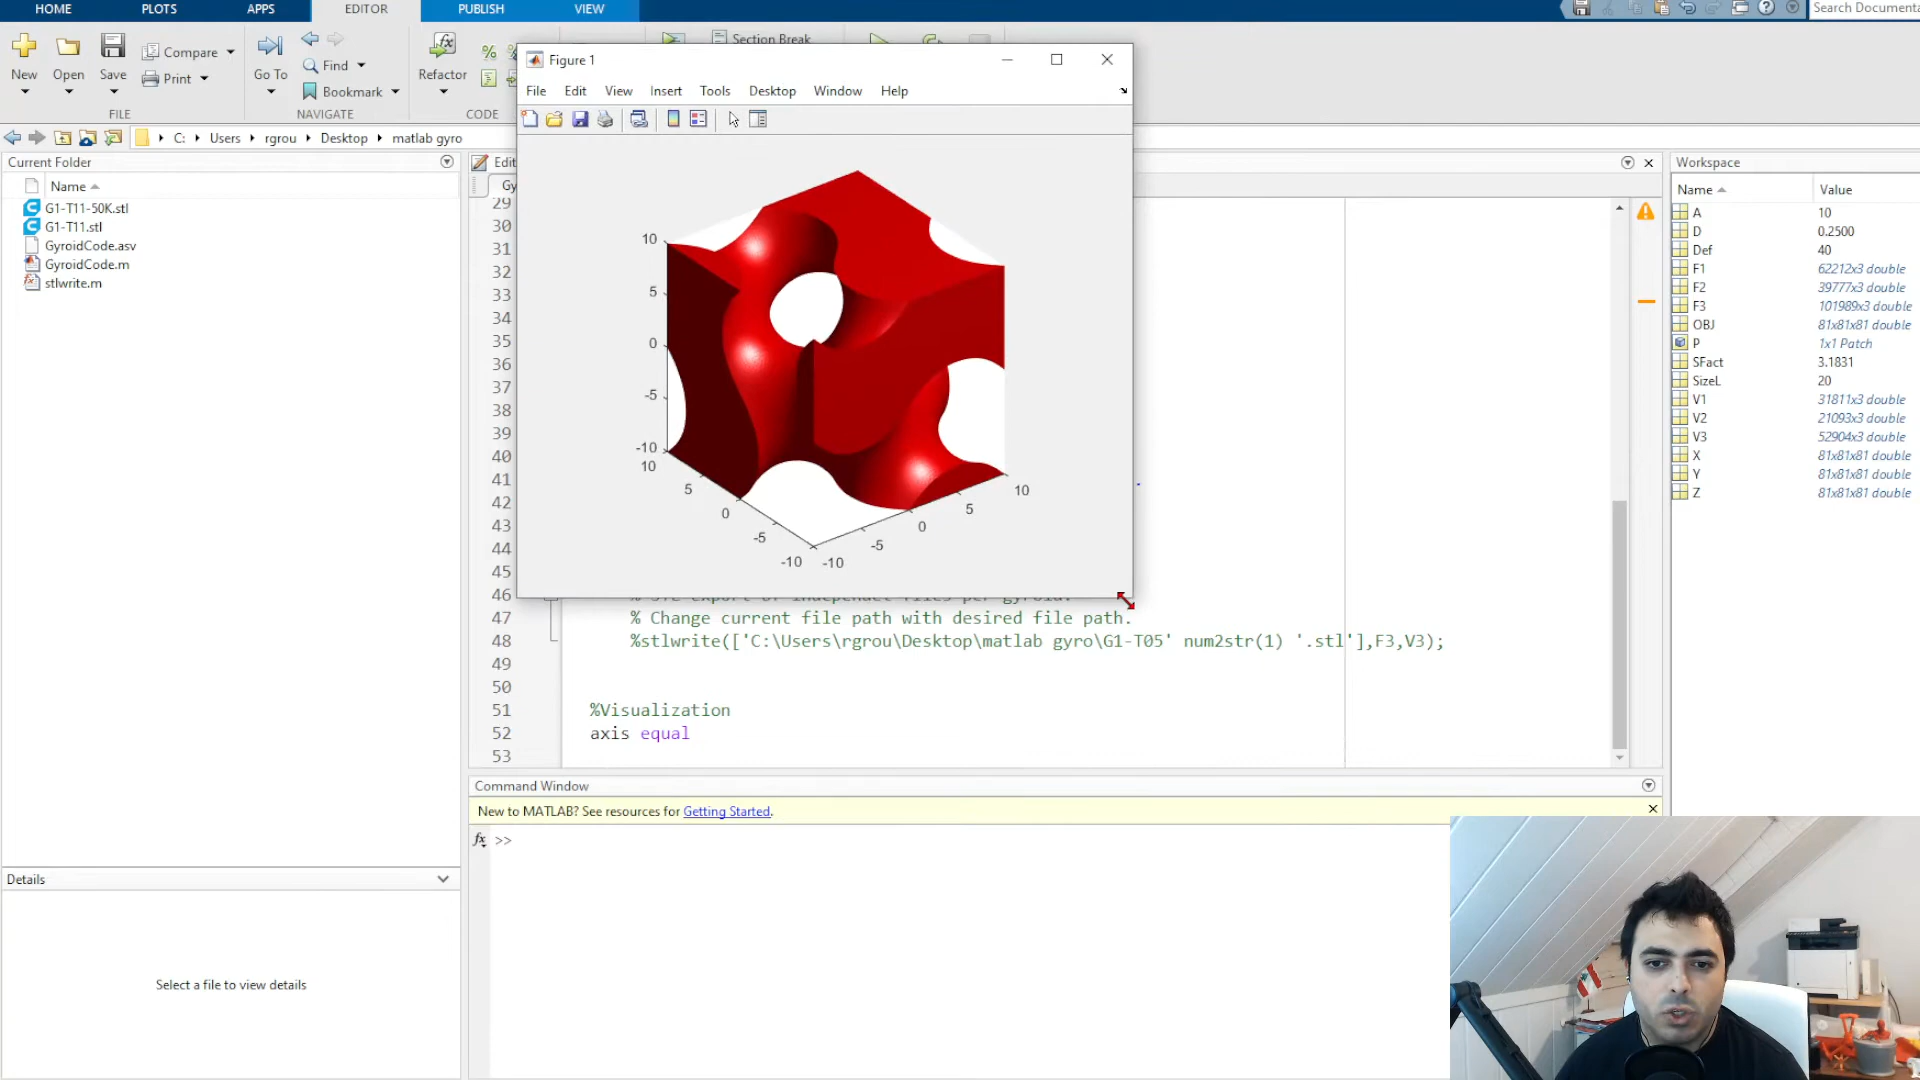 HOME PLOTS APPS EDITOR PUBLISH VIEW
Search Documenta
New Open Save Compare Print
FILE
Go To Find Bookmark
NAVIGATE
Refactor
CODE
Section Break
C: Users rgrou Desktop matlab gyro
Current Folder
Name
G1-T11-50K.stl
G1-T11.stl
GyroidCode.asv
GyroidCode.m
stlwrite.m
Details
Select a file to view details
Figure 1
File Edit View Insert Tools Desktop Window Help
10
5
0
-5
-10
10
5
0
-5
-10
-10
-5
0
5
10
Edit
Gy
29
30
31
32
33
34
35
36
37
38
39
40
41
42
43
44
45
46
47 % Change current file path with desired file path.
48 %stlwrite(['C:\Users\rgrou\Desktop\matlab gyro\G1-T05' num2str(1) '.stl'],F3,V3);
49
50
51 %Visualization
52 axis equal
53
Command Window
New to MATLAB? See resources for Getting Started.
fx >>
Workspace
Name Value
A 10
D 0.2500
Def 40
F1 62212x3 double
F2 39777x3 double
F3 101989x3 double
OBJ 81x81x81 double
P 1x1 Patch
SFact 3.1831
SizeL 20
V1 31811x3 double
V2 21093x3 double
V3 52904x3 double
X 81x81x81 double
Y 81x81x81 double
Z 81x81x81 double